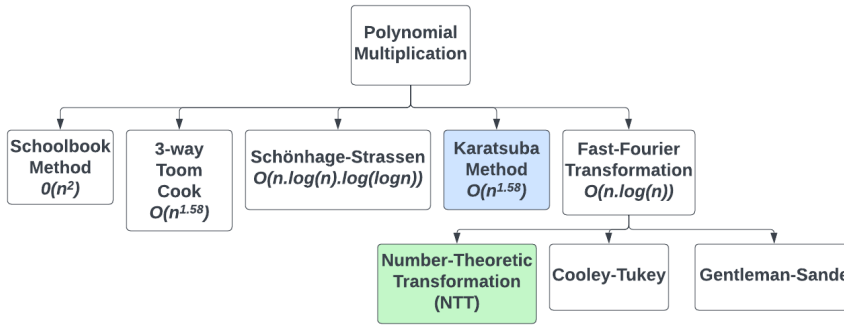 Polynomial
Multiplication
Schoolbook
Method
0(n²)
3-way
Toom
Cook
O(n¹·⁵⁸)
Schönhage-Strassen
O(n.log(n).log(logn))
Karatsuba
Method
O(n¹·⁵⁸)
Fast-Fourier
Transformation
O(n.log(n))
Number-Theoretic
Transformation
(NTT)
Cooley-Tukey
Gentleman-Sande